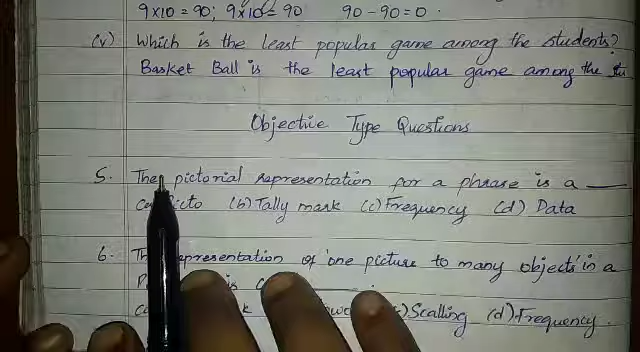 9x10 = 90; 9x10 = 90 90 - 90 = 0.
(v) Which is the least popular game among the students?
Basket Ball is the least popular game among the
Objective Type Questions
5. The pictorial representation for a phrase is a ___
(b) Tally mark (c) Frequency (d) Data
6. representation of 'one picture to many objects' in a
is
Scalling (d) Frequency.